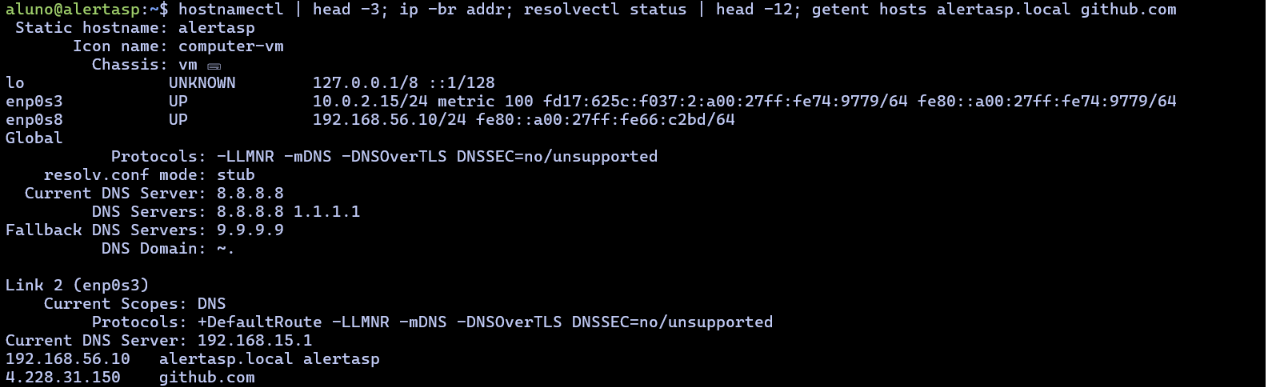 aluno@alertasp:~$ hostnamectl | head -3; ip -br addr; resolvectl status | head -12; getent hosts alertasp.local github.com
Static hostname: alertasp
Icon name: computer-vm
Chassis: vm 🖴
lo UNKNOWN 127.0.0.1/8 ::1/128
enp0s3 UP 10.0.2.15/24 metric 100 fd17:625c:f037:2:a00:27ff:fe74:9779/64 fe80::a00:27ff:fe74:9779/64
enp0s8 UP 192.168.56.10/24 fe80::a00:27ff:fe66:c2bd/64
Global
Protocols: -LLMNR -mDNS -DNSOverTLS DNSSEC=no/unsupported
resolv.conf mode: stub
Current DNS Server: 8.8.8.8
DNS Servers: 8.8.8.8 1.1.1.1
Fallback DNS Servers: 9.9.9.9
DNS Domain: ~.
Link 2 (enp0s3)
Current Scopes: DNS
Protocols: +DefaultRoute -LLMNR -mDNS -DNSOverTLS DNSSEC=no/unsupported
Current DNS Server: 192.168.15.1
192.168.56.10 alertasp.local alertasp
4.228.31.150 github.com